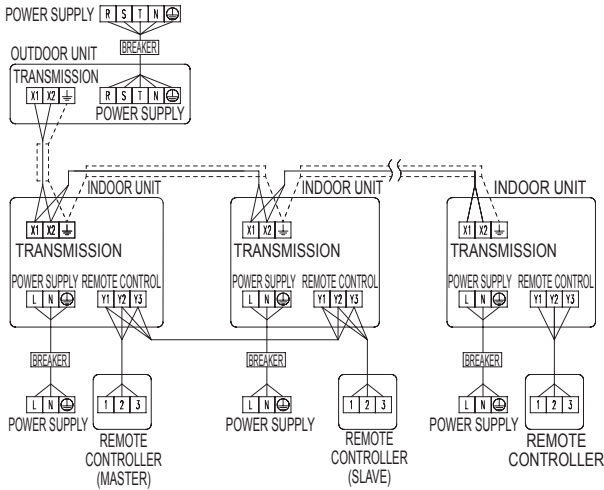 POWER SUPPLY R S T N
BREAKER
OUTDOOR UNIT
TRANSMISSION
X1 X2
R S T N
POWER SUPPLY
INDOOR UNIT INDOOR UNIT INDOOR UNIT
X1 X2 X1 X2 X1 X2
TRANSMISSION TRANSMISSION TRANSMISSION
POWER SUPPLY REMOTE CONTROL POWER SUPPLY REMOTE CONTROL POWER SUPPLY REMOTE CONTROL
L N Y1 Y2 Y3 L N Y1 Y2 Y3 L N Y1 Y2 Y3
BREAKER BREAKER BREAKER
L N 1 2 3 L N 1 2 3 L N 1 2 3
POWER SUPPLY POWER SUPPLY POWER SUPPLY
REMOTE CONTROLLER (MASTER)
REMOTE CONTROLLER (SLAVE)
REMOTE CONTROLLER